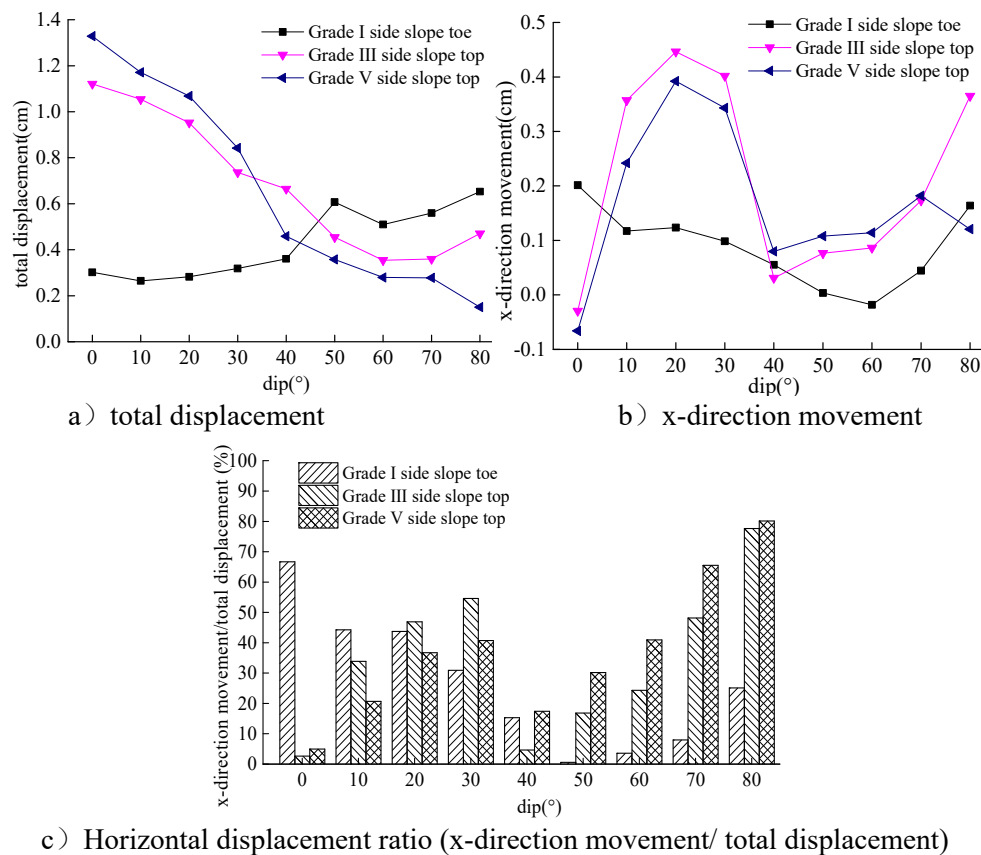 1.4
1.2
1.0
0.8
0.6
0.4
0.2
0.0
total displacement(cm)
Grade I side slope toe
Grade III side slope top
Grade V side slope top
0 10 20 30 40 50 60 70 80
dip(°)
a）total displacement
0.5
0.4
0.3
0.2
0.1
0.0
-0.1
x-direction movement(cm)
Grade I side slope toe
Grade III side slope top
Grade V side slope top
0 10 20 30 40 50 60 70 80
dip(°)
b）x-direction movement
100
90
80
70
60
50
40
30
20
10
0
x-direction movement/total displacement (%)
Grade I side slope toe
Grade III side slope top
Grade V side slope top
0 10 20 30 40 50 60 70 80
dip(°)
c）Horizontal displacement ratio (x-direction movement/ total displacement)